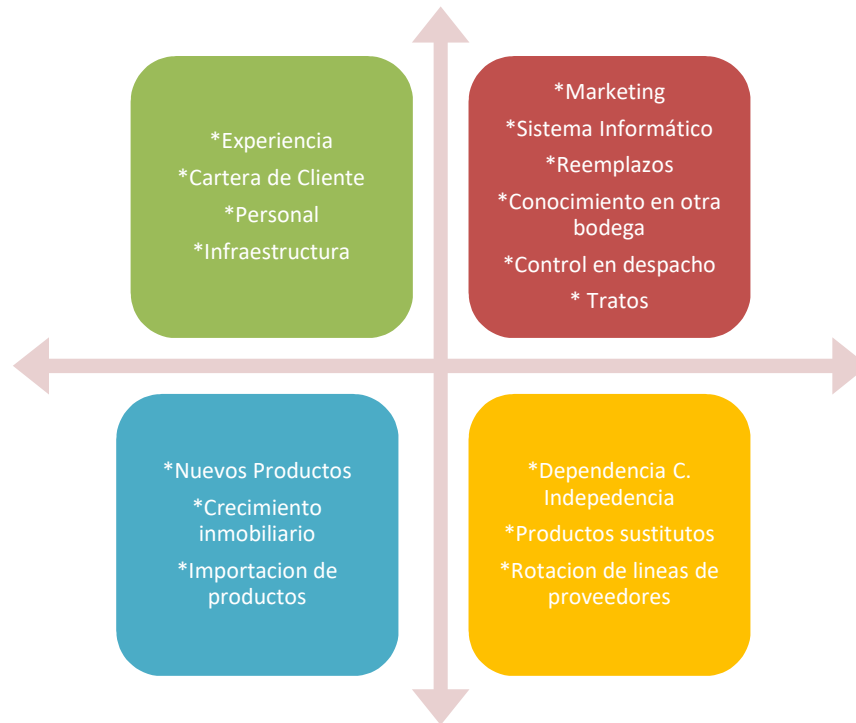 *Experiencia
*Cartera de Cliente
*Personal
*Infraestructura
*Marketing
*Sistema Informático
*Reemplazos
*Conocimiento en otra
bodega
*Control en despacho
* Tratos
*Nuevos Productos
*Crecimiento
inmobiliario
*Importacion de
productos
*Dependencia C.
Indepedencia
*Productos sustitutos
*Rotacion de lineas de
proveedores